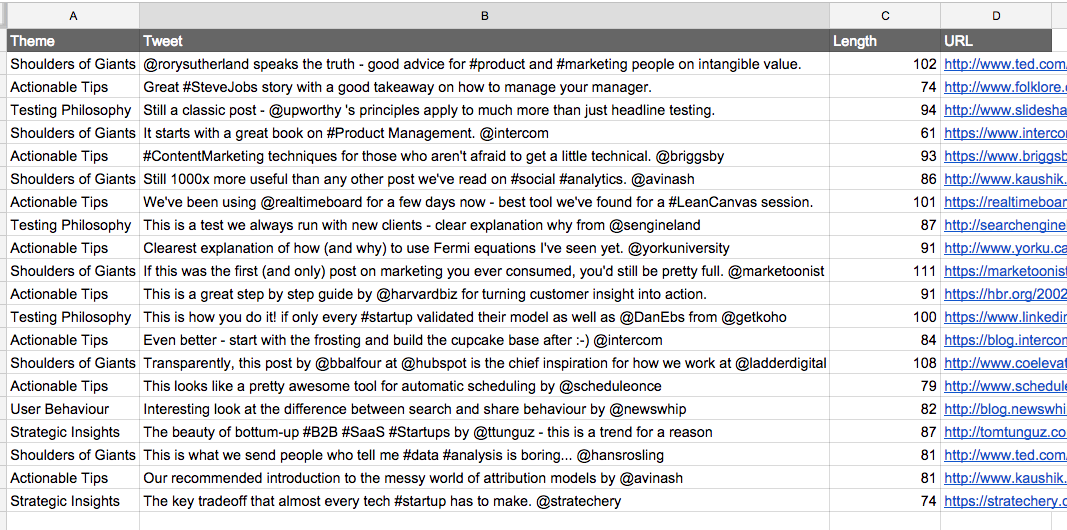 A B C D
Theme Tweet Length URL
Shoulders of Giants @rorysutherland speaks the truth - good advice for #product and #marketing people on intangible value. 102 http://www.ted.com/
Actionable Tips Great #SteveJobs story with a good takeaway on how to manage your manager. 74 http://www.folklore.
Testing Philosophy Still a classic post - @upworthy 's principles apply to much more than just headline testing. 94 http://www.slidesha
Shoulders of Giants It starts with a great book on #Product Management. @intercom 61 https://www.interco
Actionable Tips #ContentMarketing techniques for those who aren't afraid to get a little technical. @briggsby 93 https://www.briggsb
Shoulders of Giants Still 1000x more useful than any other post we've read on #social #analytics. @avinash 86 http://www.kaushik.
Actionable Tips We've been using @realtimeboard for a few days now - best tool we've found for a #LeanCanvas session. 101 https://realtimeboar
Testing Philosophy This is a test we always run with new clients - clear explanation why from @sengineland 87 http://searchenginel
Actionable Tips Clearest explanation of how (and why) to use Fermi equations I've seen yet. @yorkuniversity 91 http://www.yorku.ca
Shoulders of Giants If this was the first (and only) post on marketing you ever consumed, you'd still be pretty full. @marketoonist 111 https://marketoonist
Actionable Tips This is a great step by step guide by @harvardbiz for turning customer insight into action. 91 https://hbr.org/2002
Testing Philosophy This is how you do it! if only every #startup validated their model as well as @DanEbs from @getkoho 100 https://www.linkedin
Actionable Tips Even better - start with the frosting and build the cupcake base after :-) @intercom 84 https://blog.intercom
Shoulders of Giants Transparently, this post by @bbalfour at @hubspot is the chief inspiration for how we work at @ladderdigital 108 http://www.coelevat
Actionable Tips This looks like a pretty awesome tool for automatic scheduling by @scheduleonce 79 http://www.schedule
User Behaviour Interesting look at the difference between search and share behaviour by @newswhip 82 http://blog.newswhi
Strategic Insights The beauty of bottum-up #B2B #SaaS #Startups by @ttunguz - this is a trend for a reason 87 http://tomtunguz.co
Shoulders of Giants This is what we send people who tell me #data #analysis is boring... @hansrosling 81 http://www.ted.com/
Actionable Tips Our recommended introduction to the messy world of attribution models by @avinash 81 http://www.kaushik.
Strategic Insights The key tradeoff that almost every tech #startup has to make. @stratechery 74 https://stratechery.c